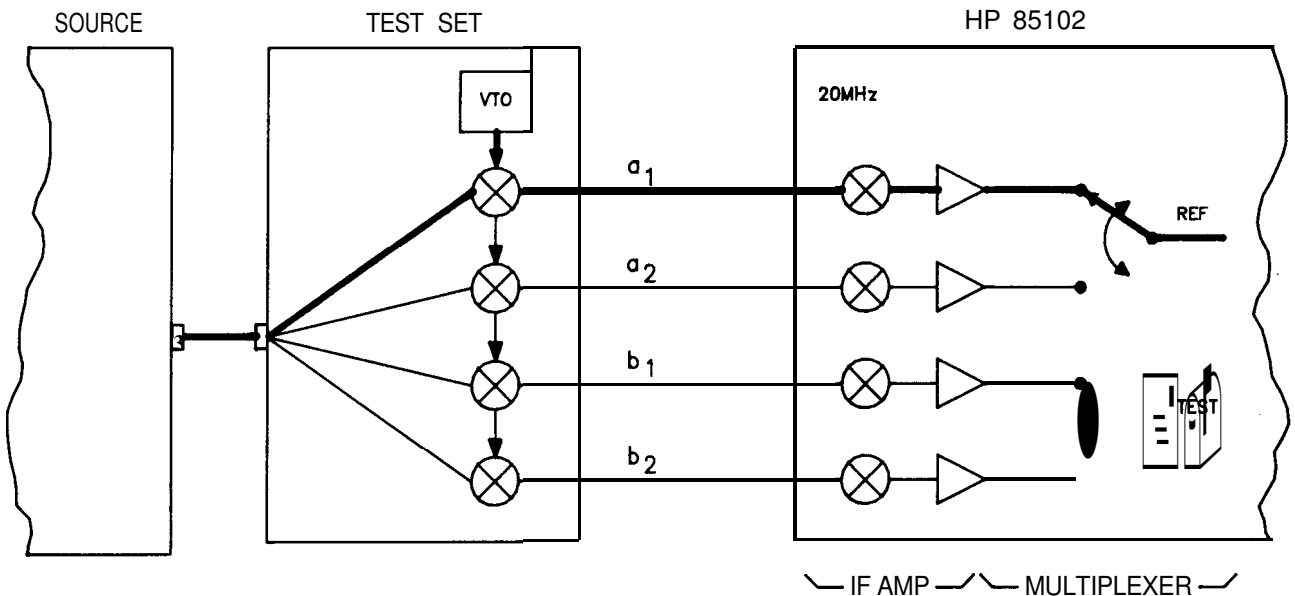 SOURCE
TEST SET
HP 85102
VTO
20MHz
a1
REF
a2
b1
TEST
b2
IF AMP
MULTIPLEXER